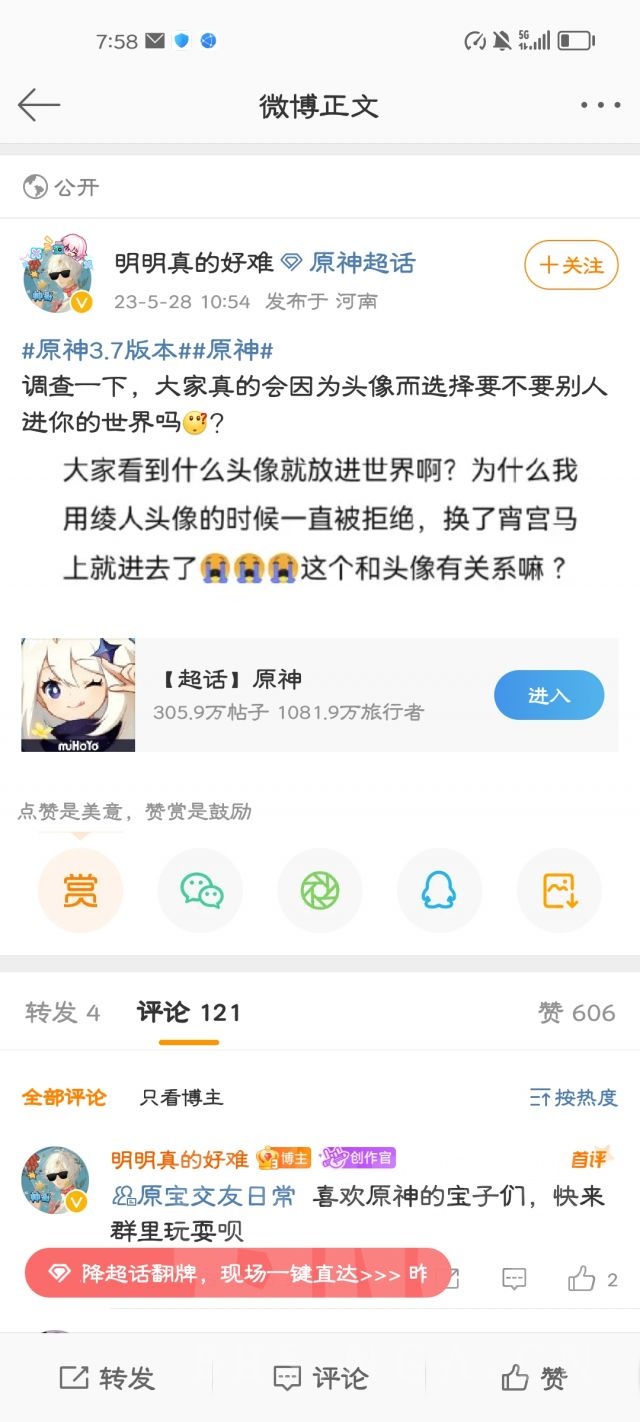 7:58
5G
微博正文
公开
明明真的好难 原神超话
＋关注
23-5-28 10:54 发布于 河南
#原神3.7版本##原神#
调查一下，大家真的会因为头像而选择要不要别人
进你的世界吗🤔?
大家看到什么头像就放进世界啊？为什么我
用绫人头像的时候一直被拒绝，换了宵宫马
上就进去了😭😭😭这个和头像有关系嘛？
miHoYo
【超话】原神
305.9万帖子 1081.9万旅行者
进入
点赞是美意，赞赏是鼓励
赏
转发 4 评论 121 赞 606
全部评论 只看博主 按热度
明明真的好难 博主 创作官 首评
原宝交友日常 喜欢原神的宝子们，快来
群里玩耍呗
降超话翻牌，现场一键直达>>> 昨
2
转发 评论 赞